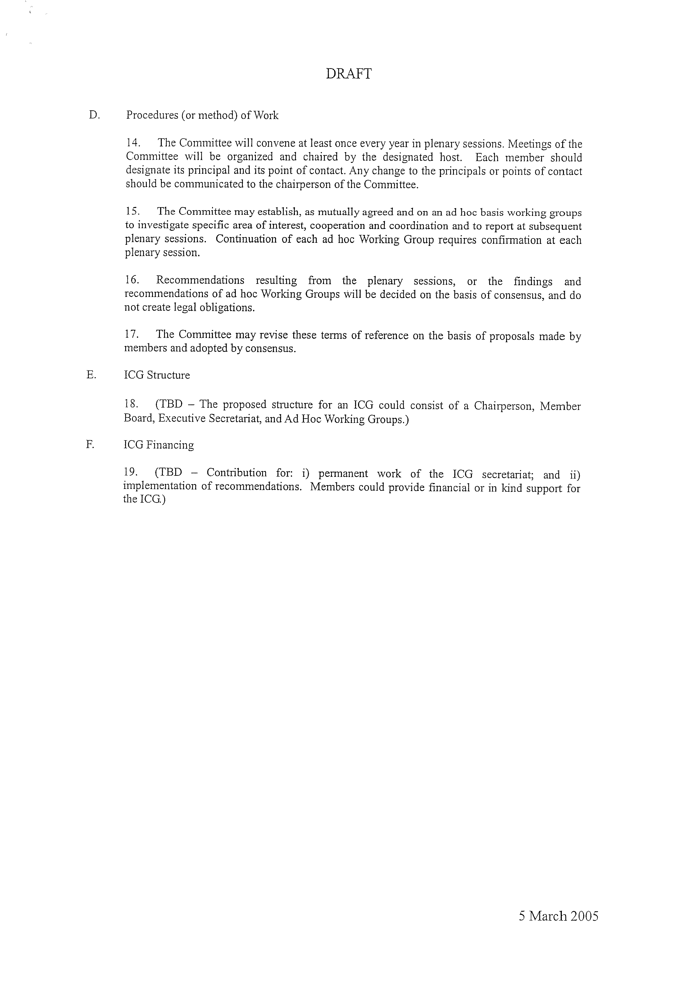 DRAFT
D. Procedures (or method) of Work
14. The Committee will convene at least once every year in plenary sessions. Meetings of the
Committee will be organized and chaired by the designated host. Each member should
designate its principal and its point of contact. Any change to the principals or points of contact
should be communicated to the chairperson of the Committee.
15. The Committee may establish, as mutually agreed and on an ad hoc basis working groups
to investigate specific area of interest, cooperation and coordination and to report at subsequent
plenary sessions. Continuation of each ad hoc Working Group requires confirmation at each
plenary session.
16. Recommendations resulting from the plenary sessions, or the findings and
recommendations of ad hoc Working Groups will be decided on the basis of consensus, and do
not create legal obligations.
17. The Committee may revise these terms of reference on the basis of proposals made by
members and adopted by consensus.
E. ICG Structure
18. (TBD – The proposed structure for an ICG could consist of a Chairperson, Member
Board, Executive Secretariat, and Ad Hoc Working Groups.)
F. ICG Financing
19. (TBD – Contribution for: i) permanent work of the ICG secretariat; and ii)
implementation of recommendations. Members could provide financial or in kind support for
the ICG.)
5 March 2005